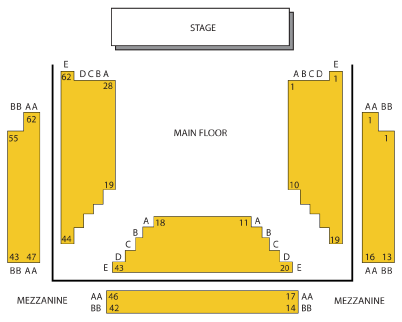 STAGE
E E
D C B A A B C D
62 28 1 1
BB AA AA BB
62 1
55 1
MAIN FLOOR
19 10
A 18 11 A
B B
44 C C 19
D D
43 47 16 13
E 43 20 E
BB AA AA BB
MEZZANINE AA 46 17 AA MEZZANINE
BB 42 14 BB